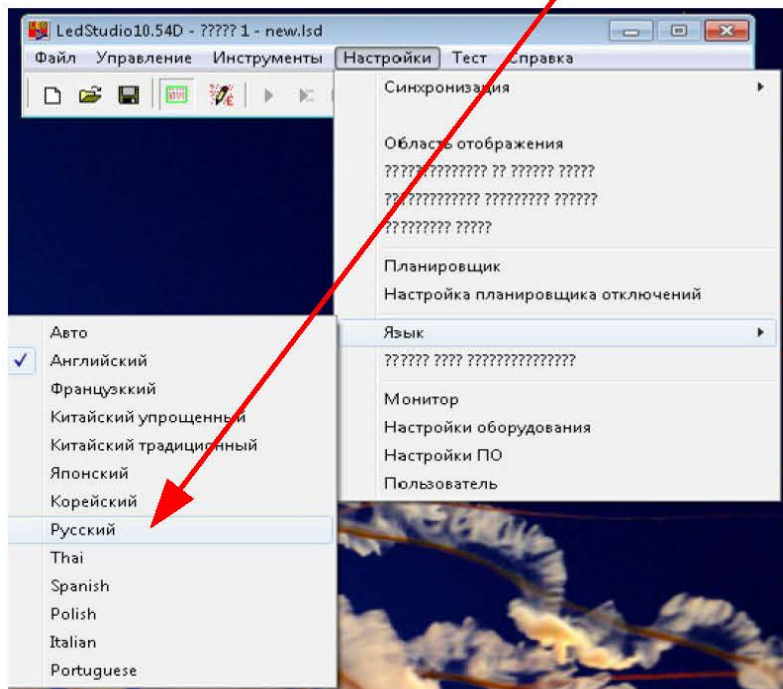 LedStudio10.54D - ????? 1 - new.lsd
Файл Управление Инструменты Настройки Тест Справка
Синхронизация
Область отображения
?????????????? ?? ?????? ?????
????????????? ????????? ??????
????????? ?????
Планировщик
Настройка планировщика отключений
Язык
?????? ???? ???????????????
Монитор
Настройки оборудования
Настройки ПО
Пользователь
Авто
Английский
Французккий
Китайский упрощенный
Китайский традиционный
Японский
Корейский
Русский
Thai
Spanish
Polish
Italian
Portuguese